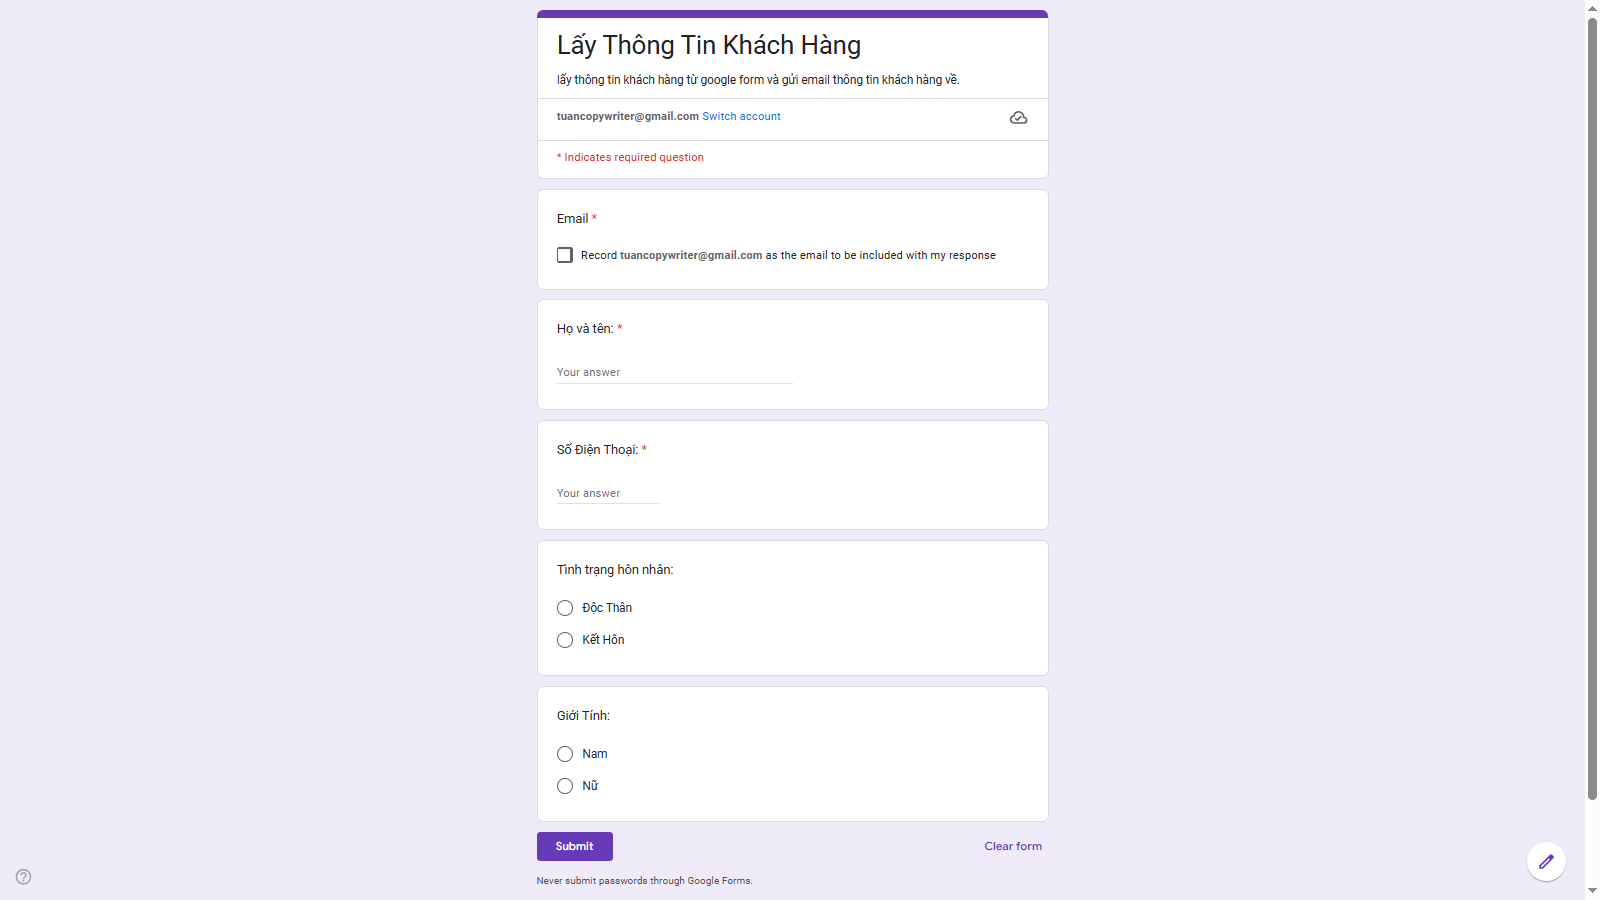 Lấy Thông Tin Khách Hàng
lấy thông tin khách hàng từ google form và gửi email thông tin khách hàng về.
tuancopywriter@gmail.com Switch account
* Indicates required question
Email *
Record tuancopywriter@gmail.com as the email to be included with my response
Họ và tên: *
Your answer
Số Điện Thoại: *
Your answer
Tình trạng hôn nhân:
Độc Thân
Kết Hôn
Giới Tính:
Nam
Nữ
Submit
Clear form
Never submit passwords through Google Forms.